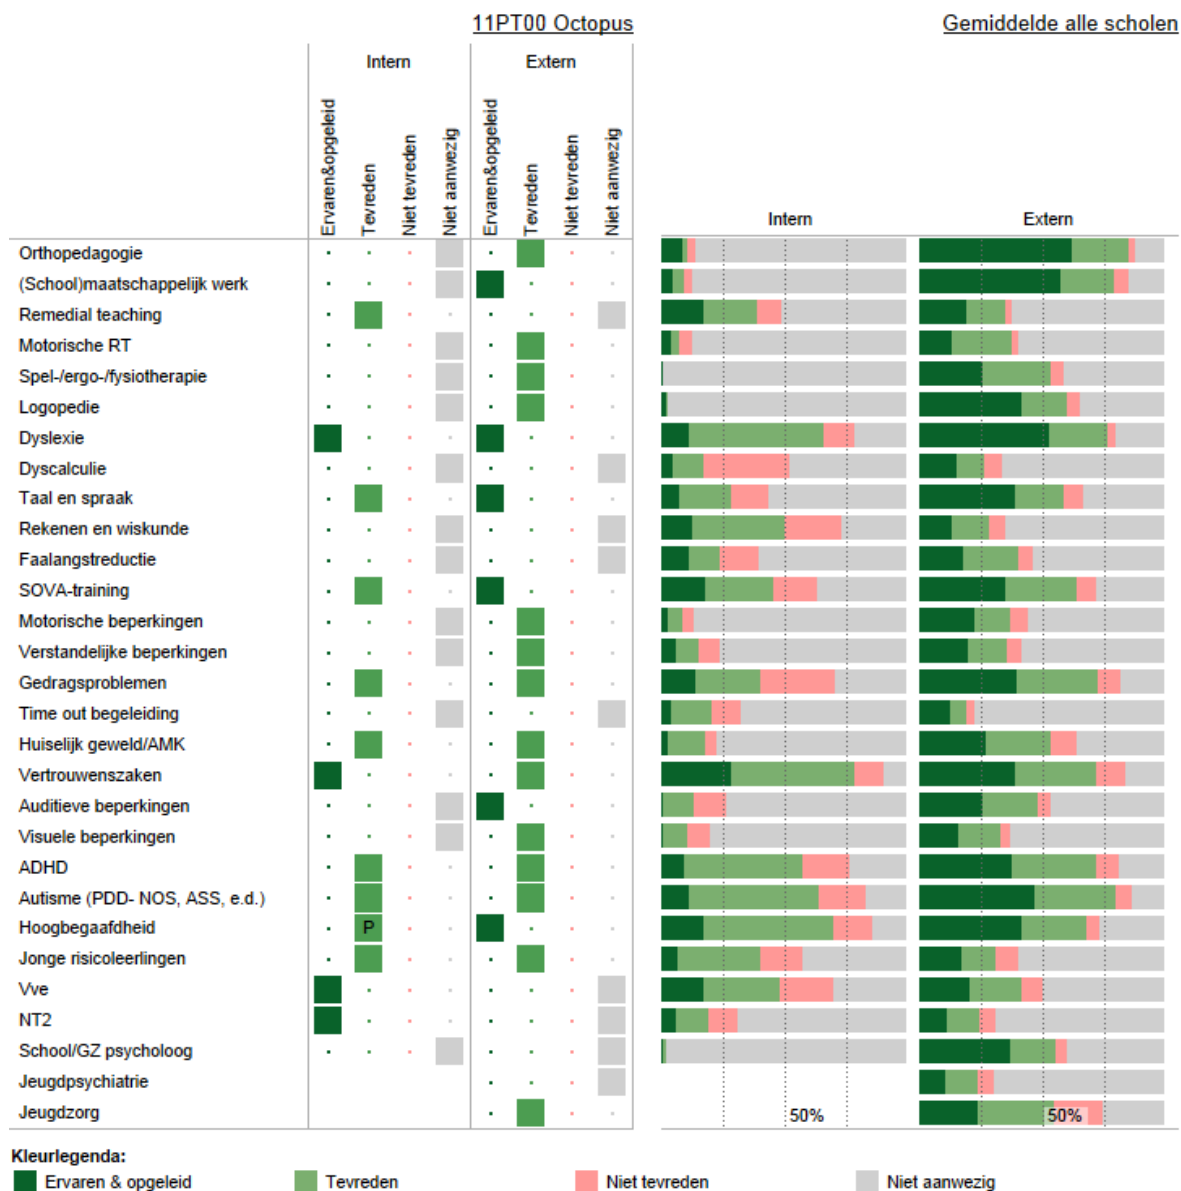 11PT00 Octopus
Gemiddelde alle scholen
Intern
Extern
Ervaren&opgeleid
Tevreden
Niet tevreden
Niet aanwezig
Ervaren&opgeleid
Tevreden
Niet tevreden
Niet aanwezig
Intern
Extern
Orthopedagogie
(School)maatschappelijk werk
Remedial teaching
Motorische RT
Spel-/ergo-/fysiotherapie
Logopedie
Dyslexie
Dyscalculie
Taal en spraak
Rekenen en wiskunde
Faalangstreductie
SOVA-training
Motorische beperkingen
Verstandelijke beperkingen
Gedragsproblemen
Time out begeleiding
Huiselijk geweld/AMK
Vertrouwenszaken
Auditieve beperkingen
Visuele beperkingen
ADHD
Autisme (PDD- NOS, ASS, e.d.)
Hoogbegaafdheid
P
Jonge risicoleerlingen
Vve
NT2
School/GZ psycholoog
Jeugdpsychiatrie
Jeugdzorg
50%
50%
Kleurlegenda:
Ervaren & opgeleid
Tevreden
Niet tevreden
Niet aanwezig